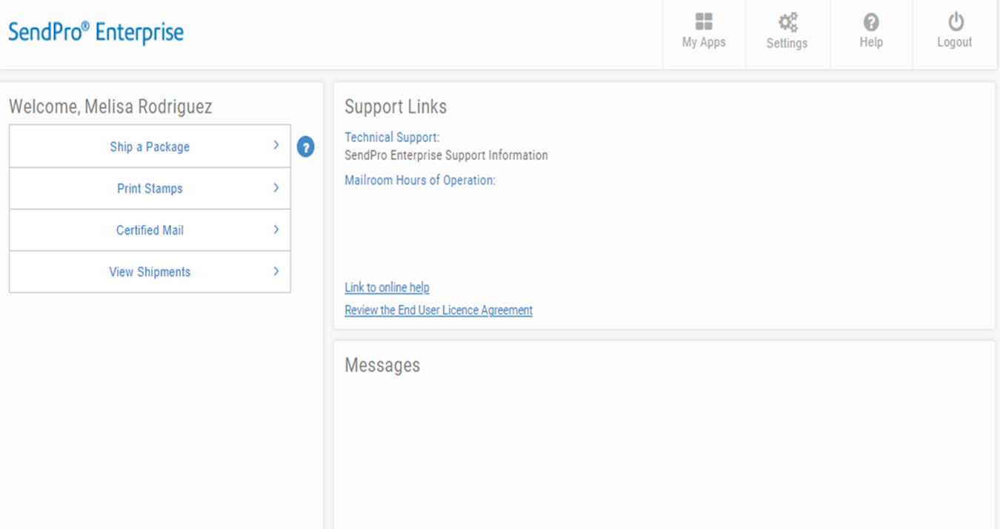 SendPro® Enterprise
My Apps
Settings
Help
Logout
Welcome, Melisa Rodriguez
Ship a Package
?
Print Stamps
Certified Mail
View Shipments
Support Links
Technical Support:
SendPro Enterprise Support Information
Mailroom Hours of Operation:
Link to online help
Review the End User Licence Agreement
Messages